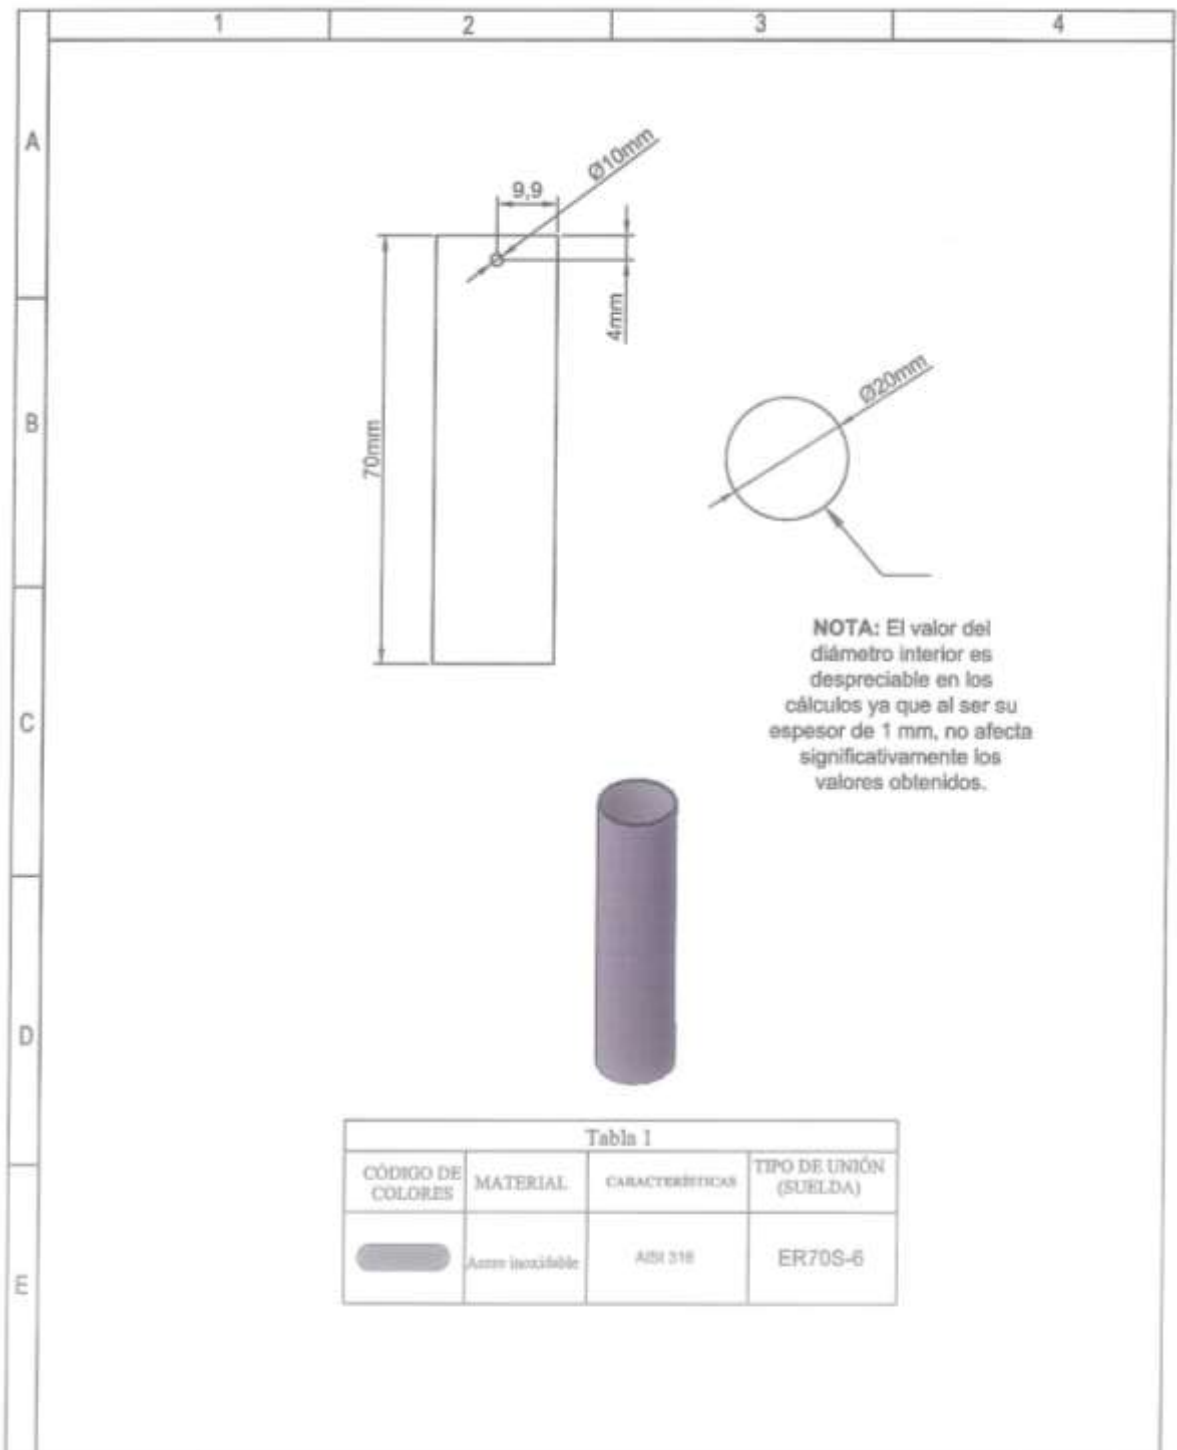 1 2 3 4
A
B
C
D
E
Ø10mm
9,9
4mm
70mm
Ø20mm
NOTA: El valor del
diámetro interior es
despreciable en los
cálculos ya que al ser su
espesor de 1 mm, no afecta
significativamente los
valores obtenidos.
Tabla 1
CÓDIGO DE
COLORES
MATERIAL
CARACTERÍSTICAS
TIPO DE UNIÓN
(SUELDA)
Acero inoxidable
AISI 316
ER70S-6